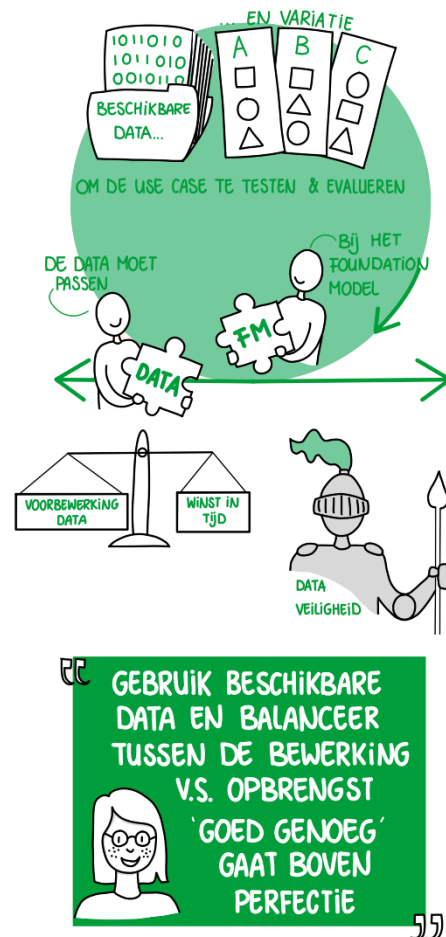 ... EN VARIATIE
1011010
1011010
001011
BESCHIKBARE
DATA...
A
B
C
OM DE USE CASE TE TESTEN & EVALUEREN
DE DATA MOET
PASSEN
BIJ HET
FOUNDATION
MODEL
DATA
FM
VOORBEWERKING
DATA
WINST IN
TIJD
DATA
VEILIGHEID
"
GEBRUIK BESCHIKBARE
DATA EN BALANCEER
TUSSEN DE BEWERKING
V.S. OPBRENGST
'GOED GENOEG'
GAAT BOVEN
PERFECTIE
"